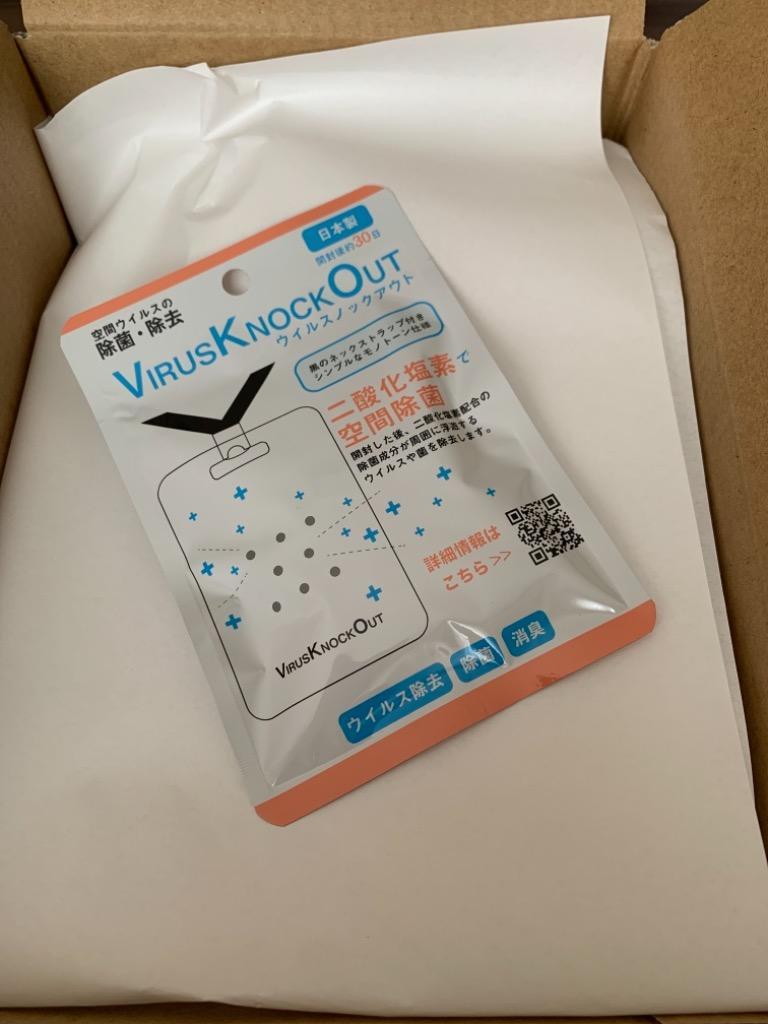 日本製
開封後約30日
空間ウイルスの
除菌・除去
VIRUSKNOCKOUT
ウイルスノックアウト
黒のネックストラップ付き
シンプルなモノトーン仕様
二酸化塩素で
空間除菌
開封した後、二酸化塩素配合の
除菌成分が周囲に浮遊する
ウイルスや菌を除去します。
詳細情報は
こちら>>
VIRUSKNOCKOUT
ウイルス除去 除菌 消臭